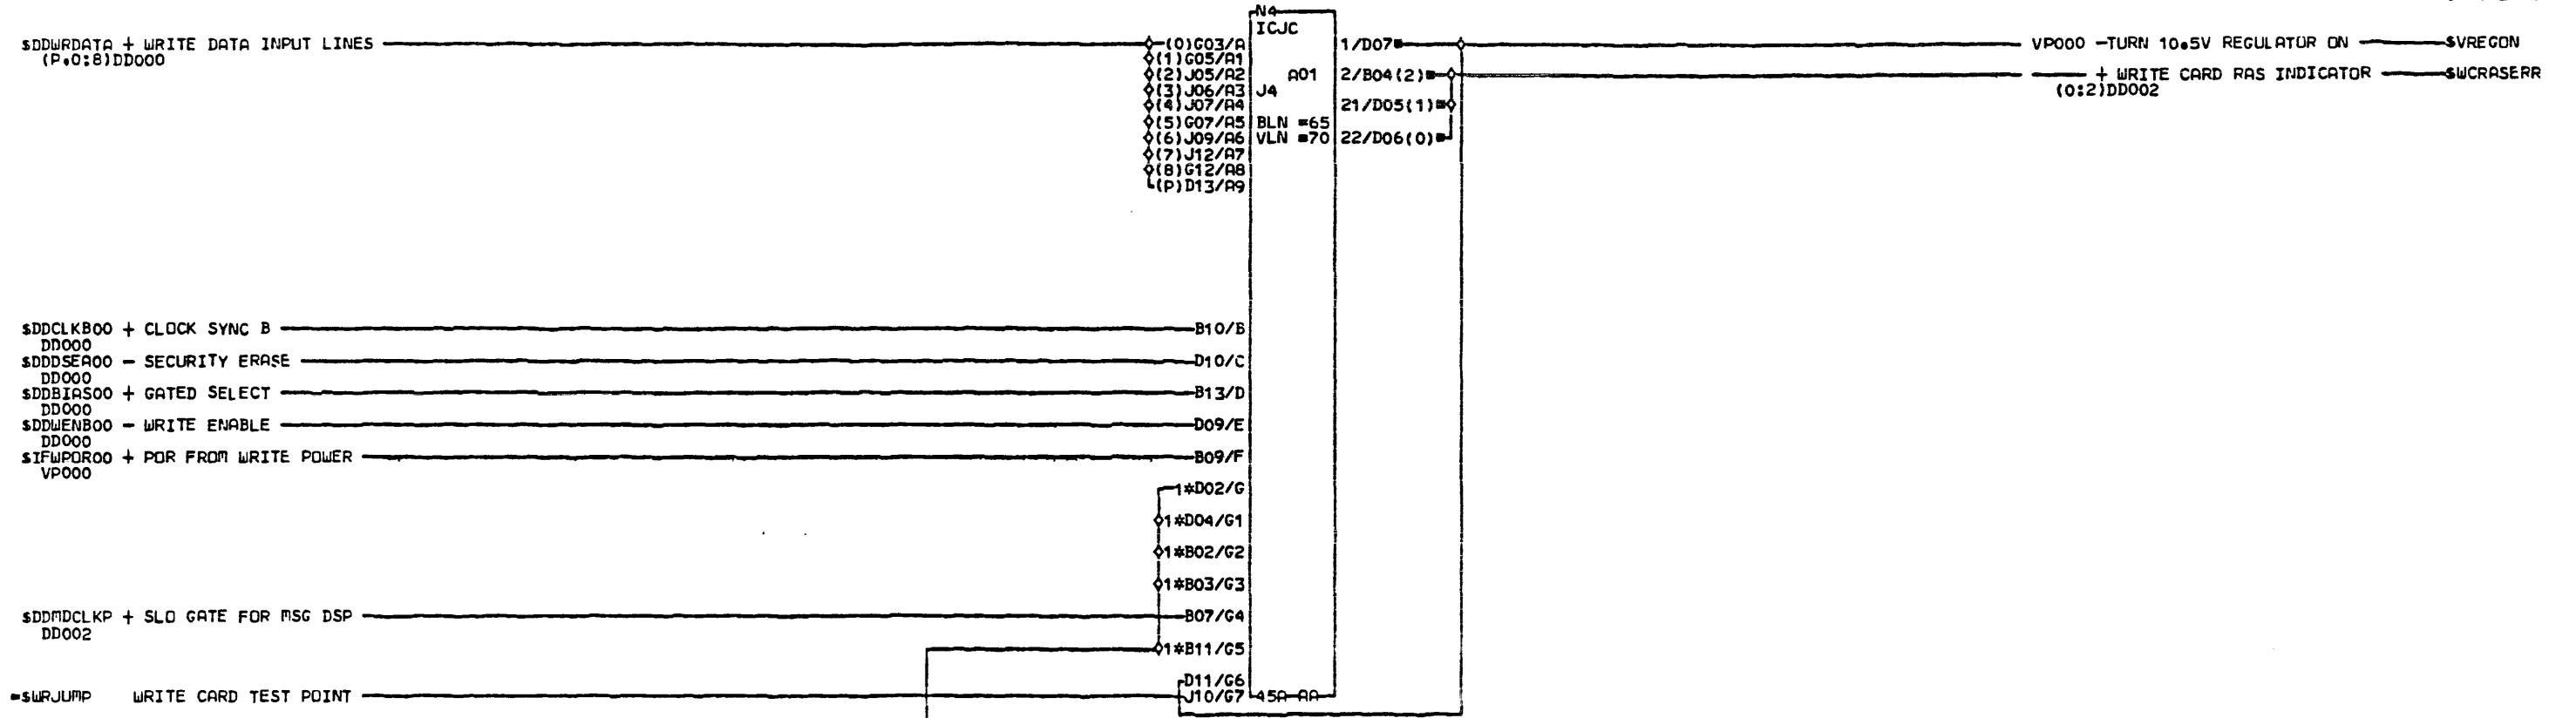 N4
ICJC
$DDWRDATA + WRITE DATA INPUT LINES (0)G03/A 1/D07 VP000 -TURN 10.5V REGULATOR ON $VREGON
(P,0:8)DD000 (1)G05/A1
(2)J05/A2 A01 2/B04(2) + WRITE CARD RAS INDICATOR $WCRASERR
(3)J06/A3 J4 (0:2)DD002
(4)J07/A4 21/D05(1)
(5)G07/A5 BLN =65
(6)J09/A6 VLN =70 22/D06(0)
(7)J12/A7
(8)G12/A8
(P)D13/A9
$DDCLKB00 + CLOCK SYNC B B10/B
DD000
$DDDSEA00 - SECURITY ERASE D10/C
DD000
$DDBIAS00 + GATED SELECT B13/D
DD000
$DDWENB00 - WRITE ENABLE D09/E
DD000
$IFWPOR00 + POR FROM WRITE POWER B09/F
VP000
1*D02/G
1*D04/G1
1*B02/G2
1*B03/G3
$DDMDCLKP + SLO GATE FOR MSG DSP B07/G4
DD002
1*B11/G5
D11/G6
=$WRJUMP WRITE CARD TEST POINT J10/G7 45A-AA